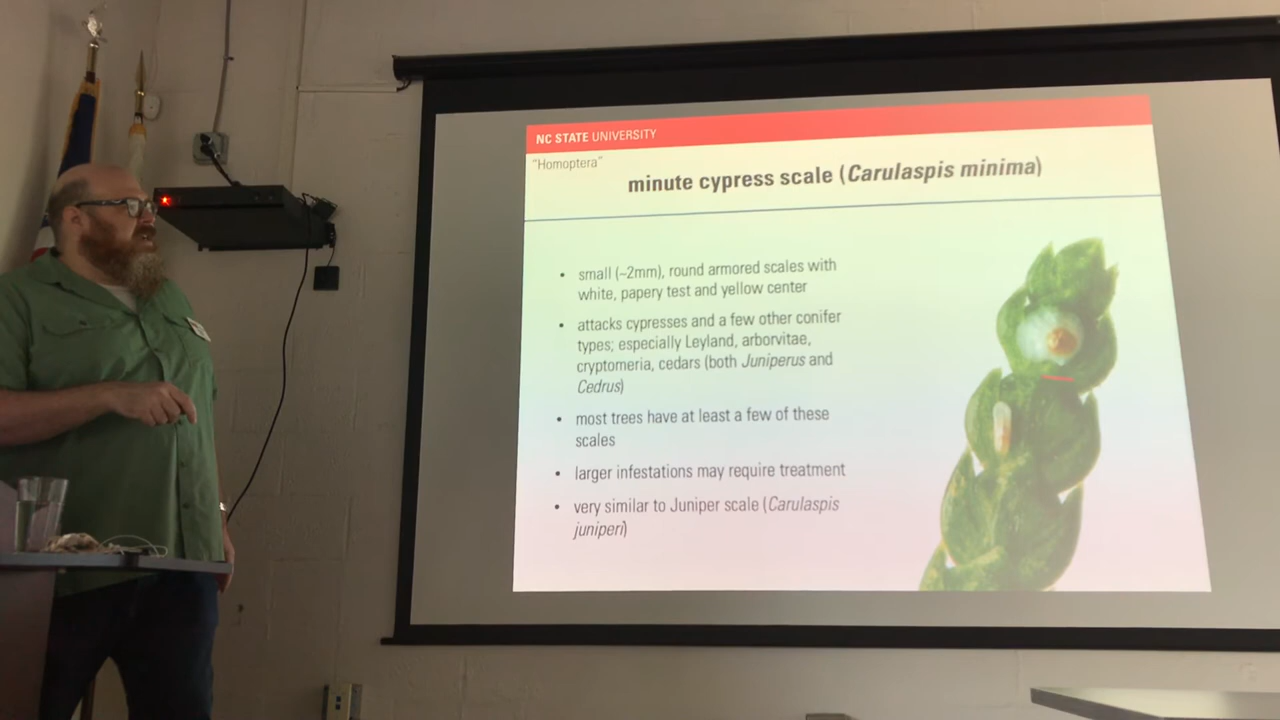 NC STATE UNIVERSITY
"Homoptera"
minute cypress scale (Carulaspis minima)
• small (~2mm), round armored scales with
white, papery test and yellow center
• attacks cypresses and a few other conifer
types; especially Leyland, arborvitae,
cryptomeria, cedars (both Juniperus and
Cedrus)
• most trees have at least a few of these
scales
• larger infestations may require treatment
• very similar to Juniper scale (Carulaspis
juniperi)